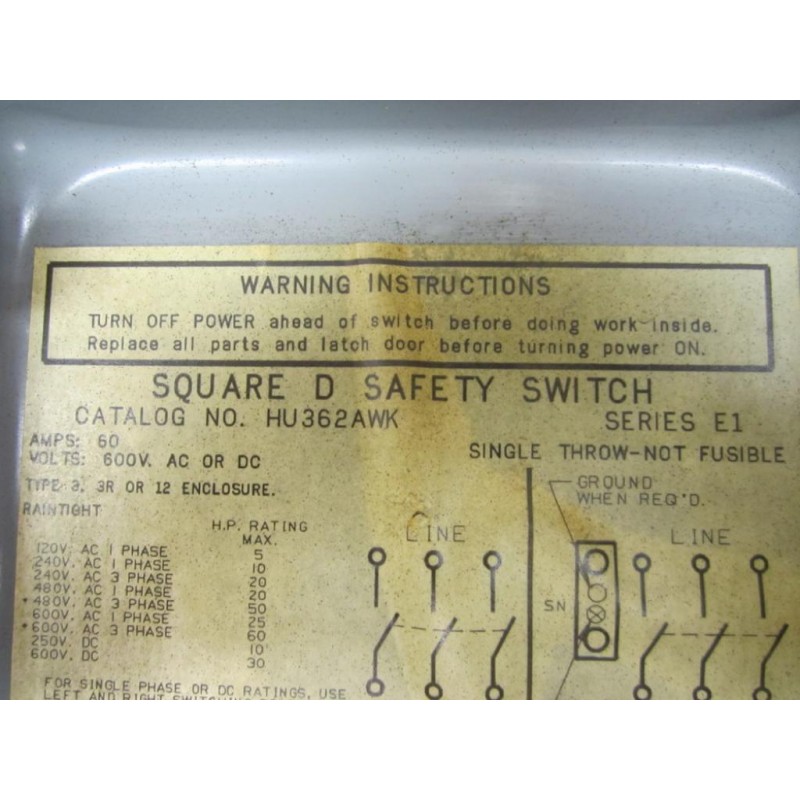 WARNING INSTRUCTIONS
TURN OFF POWER ahead of switch before doing work inside.
Replace all parts and latch door before turning power ON.
SQUARE D SAFETY SWITCH
CATALOG NO. HU362AWK SERIES E1
AMPS: 60
VOLTS: 600V. AC OR DC
SINGLE THROW-NOT FUSIBLE
TYPE 3, 3R OR 12 ENCLOSURE.
RAINTIGHT
H.P. RATING
MAX.
120V. AC 1 PHASE 5
240V. AC 1 PHASE 10
240V. AC 3 PHASE 20
480V. AC 1 PHASE 20
*480V. AC 3 PHASE 50
600V. AC 1 PHASE 25
*600V. AC 3 PHASE 60
250V. DC 10
600V. DC 30
FOR SINGLE PHASE OR DC RATINGS, USE
LEFT AND RIGHT
LINE
GROUND
WHEN REQ'D.
LINE
SN